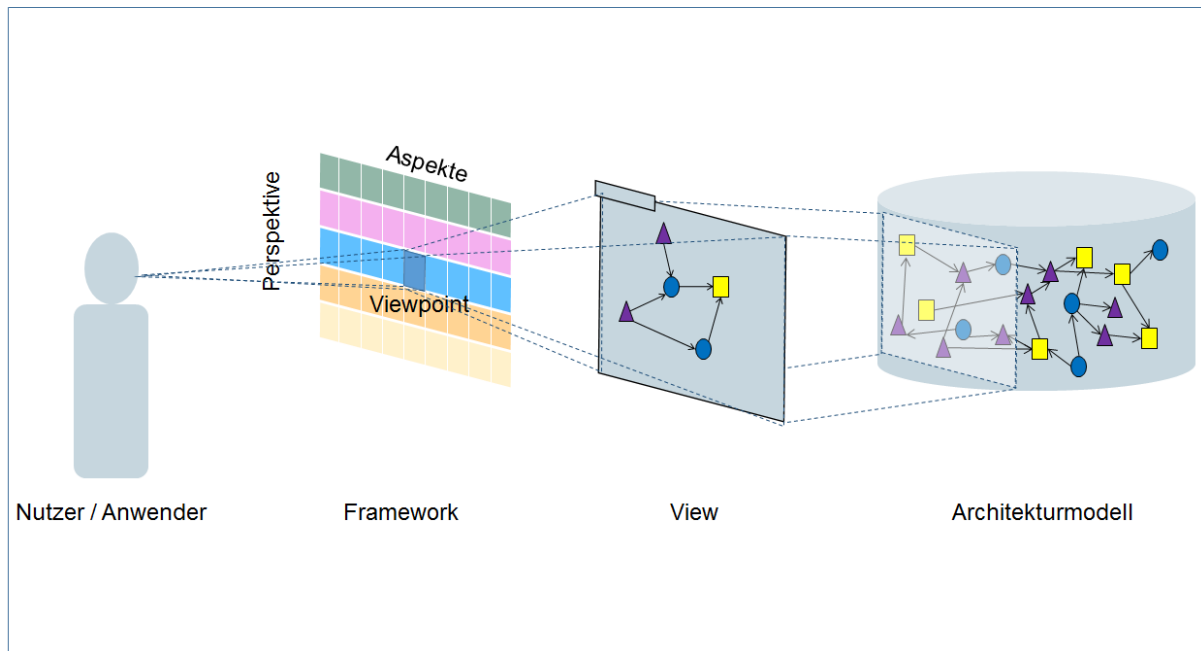 Aspekte
Perspektive
Viewpoint
Nutzer / Anwender
Framework
View
Architekturmodell